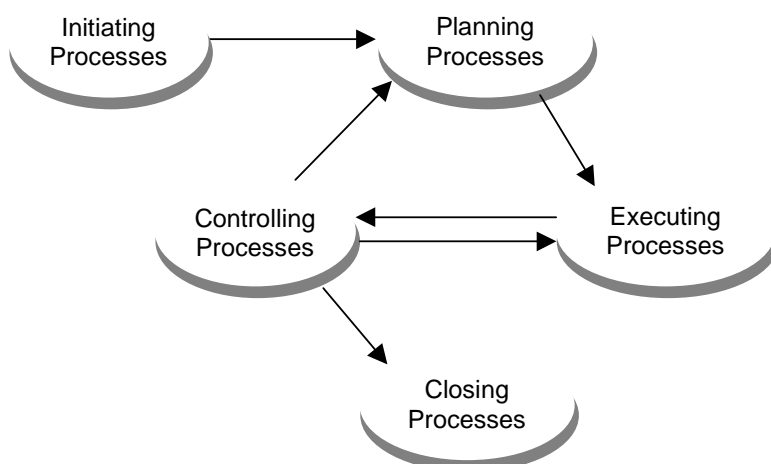 Initiating
Processes
Planning
Processes
Controlling
Processes
Executing
Processes
Closing
Processes